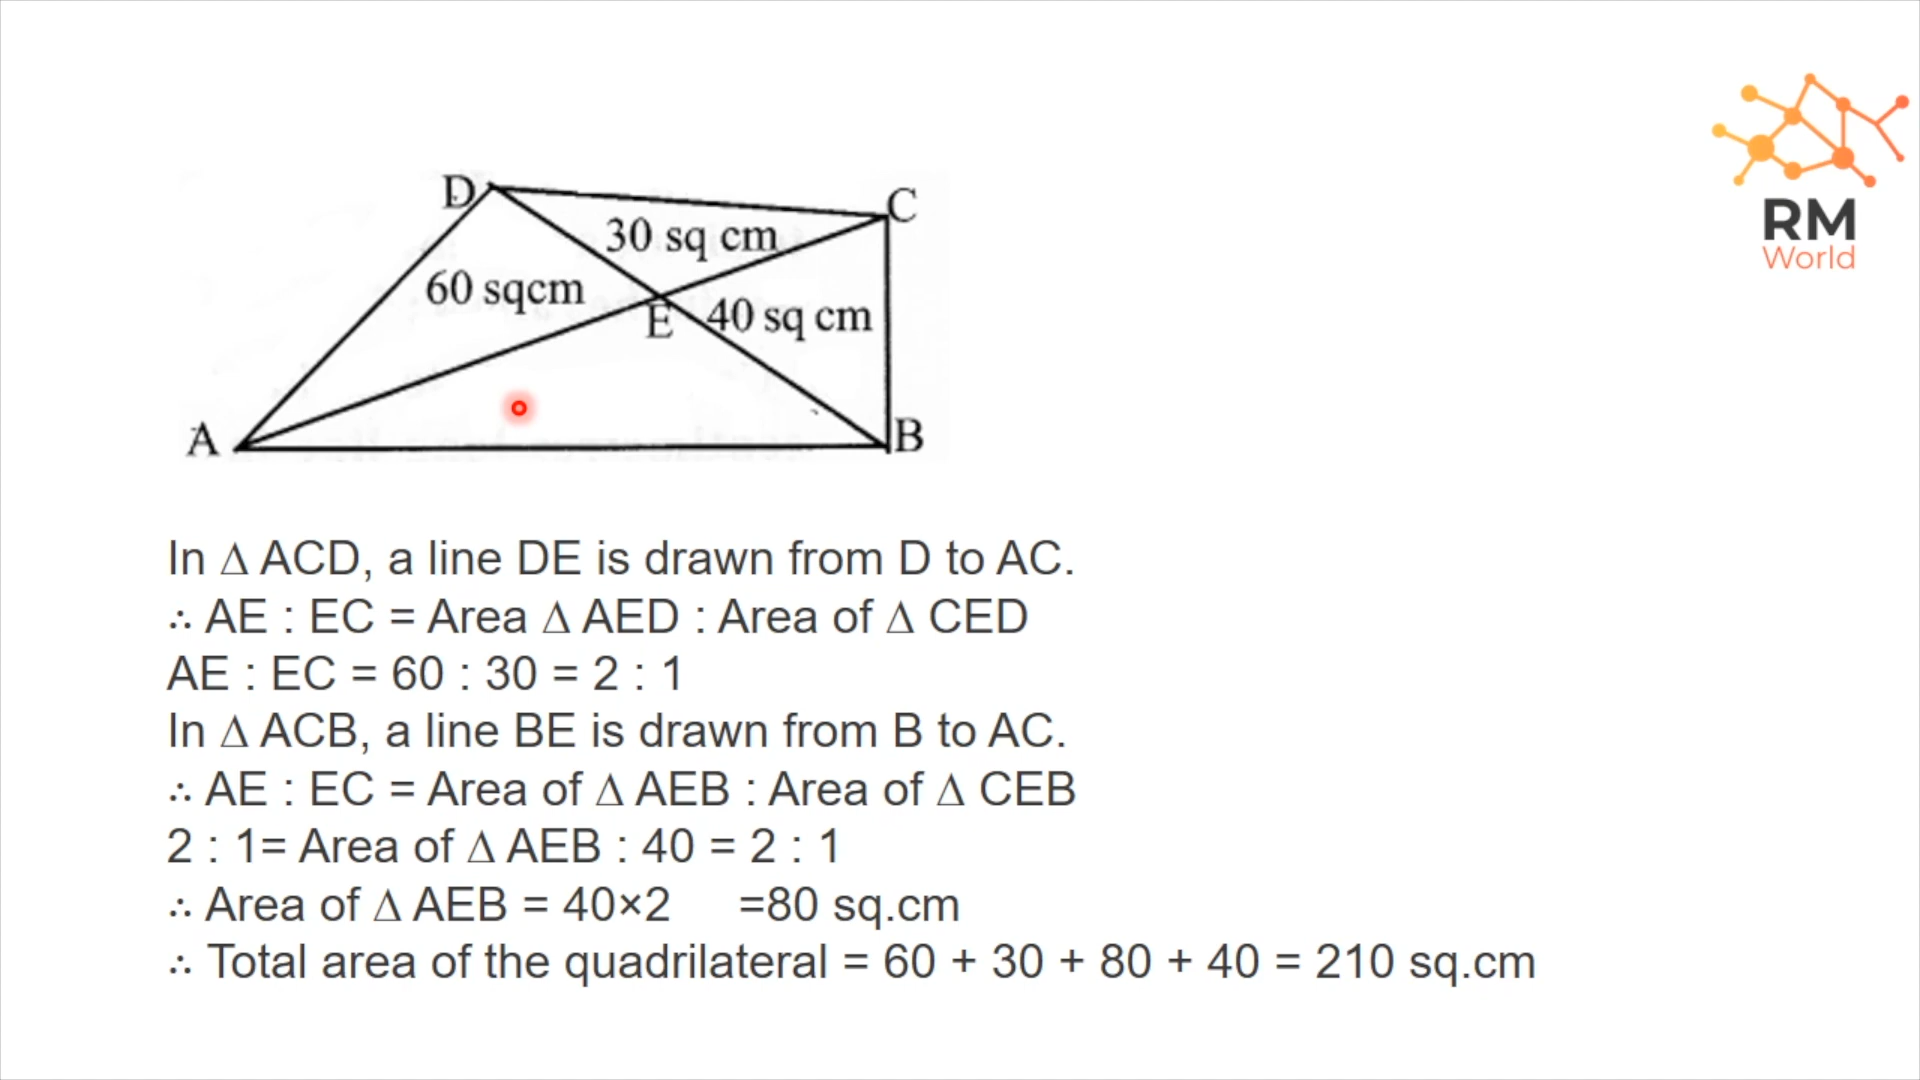 D
C
30 sq cm
60 sqcm
E
40 sq cm
A
B
RM
World
In Δ ACD, a line DE is drawn from D to AC.
∴ AE : EC = Area Δ AED : Area of Δ CED
AE : EC = 60 : 30 = 2 : 1
In Δ ACB, a line BE is drawn from B to AC.
∴ AE : EC = Area of Δ AEB : Area of Δ CEB
2 : 1= Area of Δ AEB : 40 = 2 : 1
∴ Area of Δ AEB = 40×2 =80 sq.cm
∴ Total area of the quadrilateral = 60 + 30 + 80 + 40 = 210 sq.cm